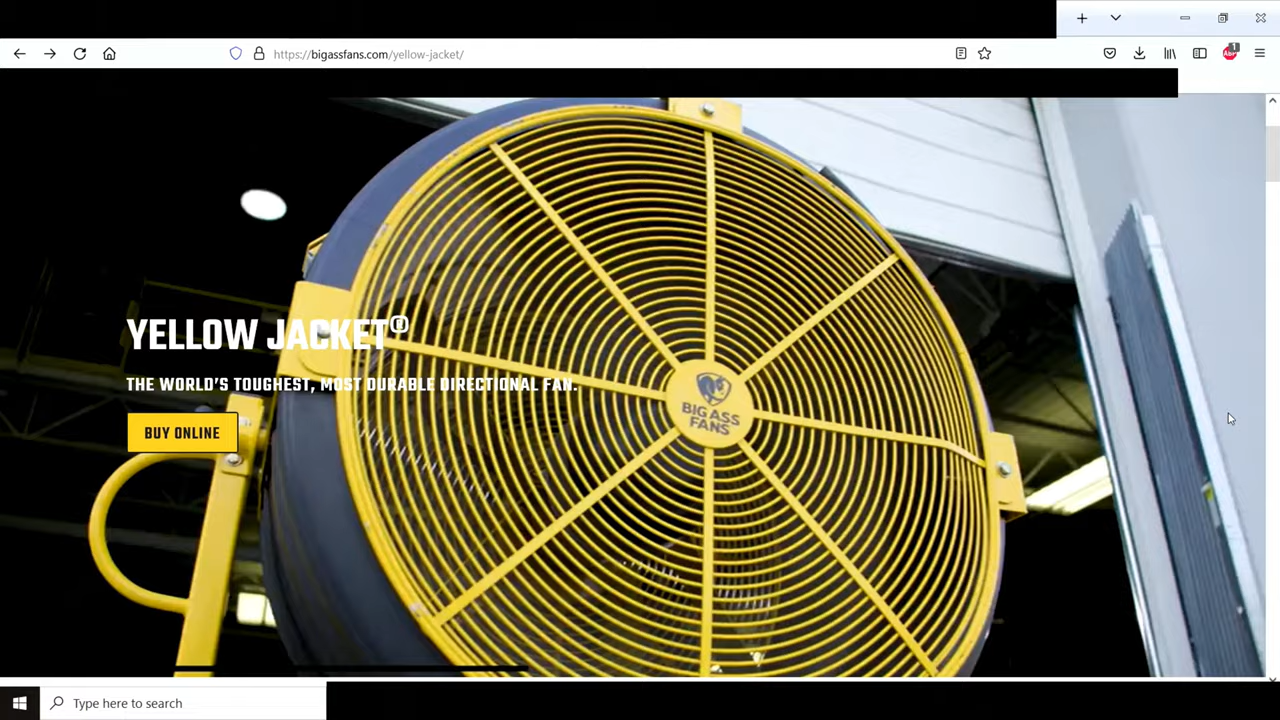 https://bigassfans.com/yellow-jacket/
1
YELLOW JACKET®
THE WORLD'S TOUGHEST, MOST DURABLE DIRECTIONAL FAN.
BUY ONLINE
BIG ASS
FANS
Type here to search